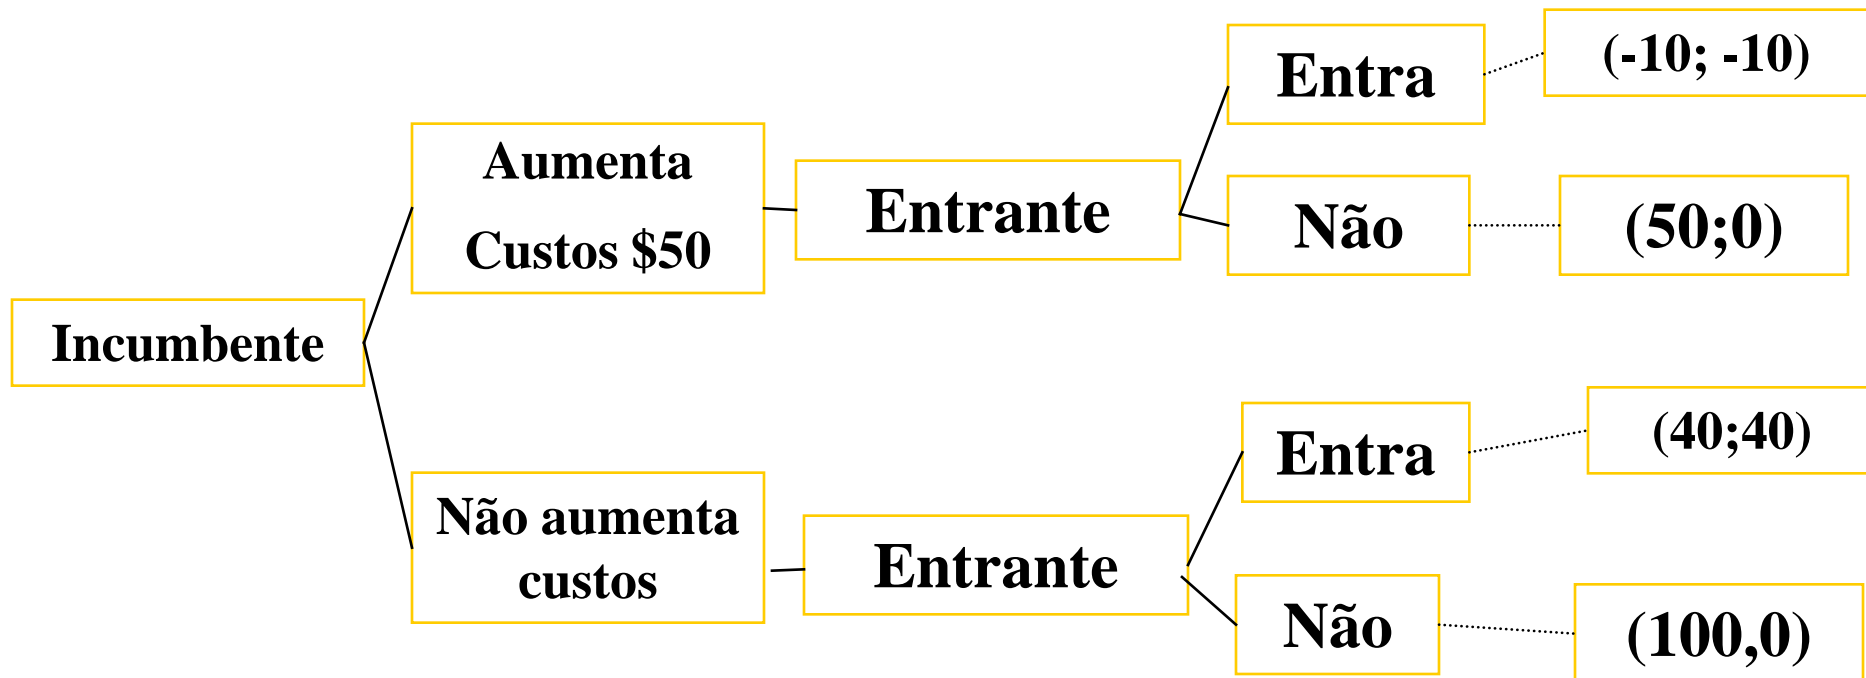 Incumbente
Aumenta
Custos $50
Entrante
Entra
(-10; -10)
Não
(50;0)
Não aumenta
custos
Entrante
Entra
(40;40)
Não
(100,0)